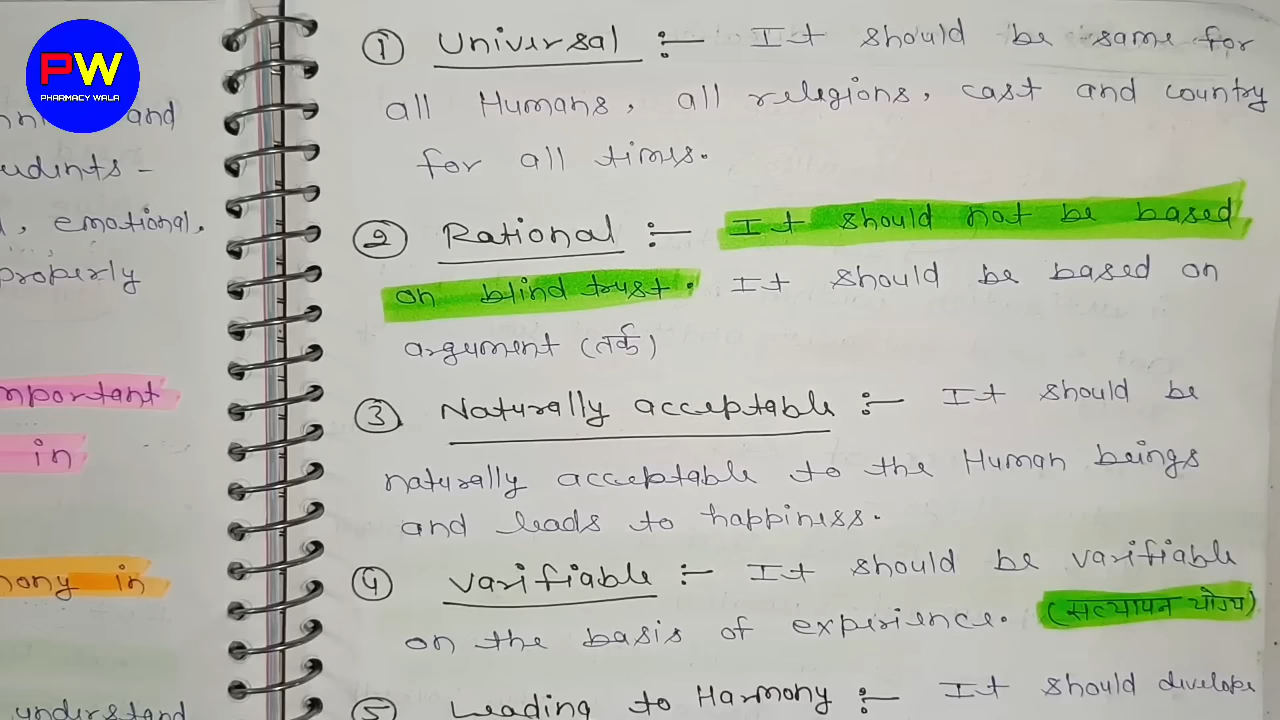 PW
PHARMACY WALA
and
udents -
, emotional,
properly
mportant
in
mony in
understand
① Universal :- It should be same for
all Humans, all religions, cast and country
for all times.
② Rational :- It should not be based
on blind trust. It should be based on
argument (तर्क)
③ Naturally acceptable :- It should be
naturally acceptable to the Human beings
and leads to happiness.
④ Varifiable :- It should be varifiable
on the basis of experience. (सत्यापन योग्य)
⑤ Leading to Harmony :- It should develope